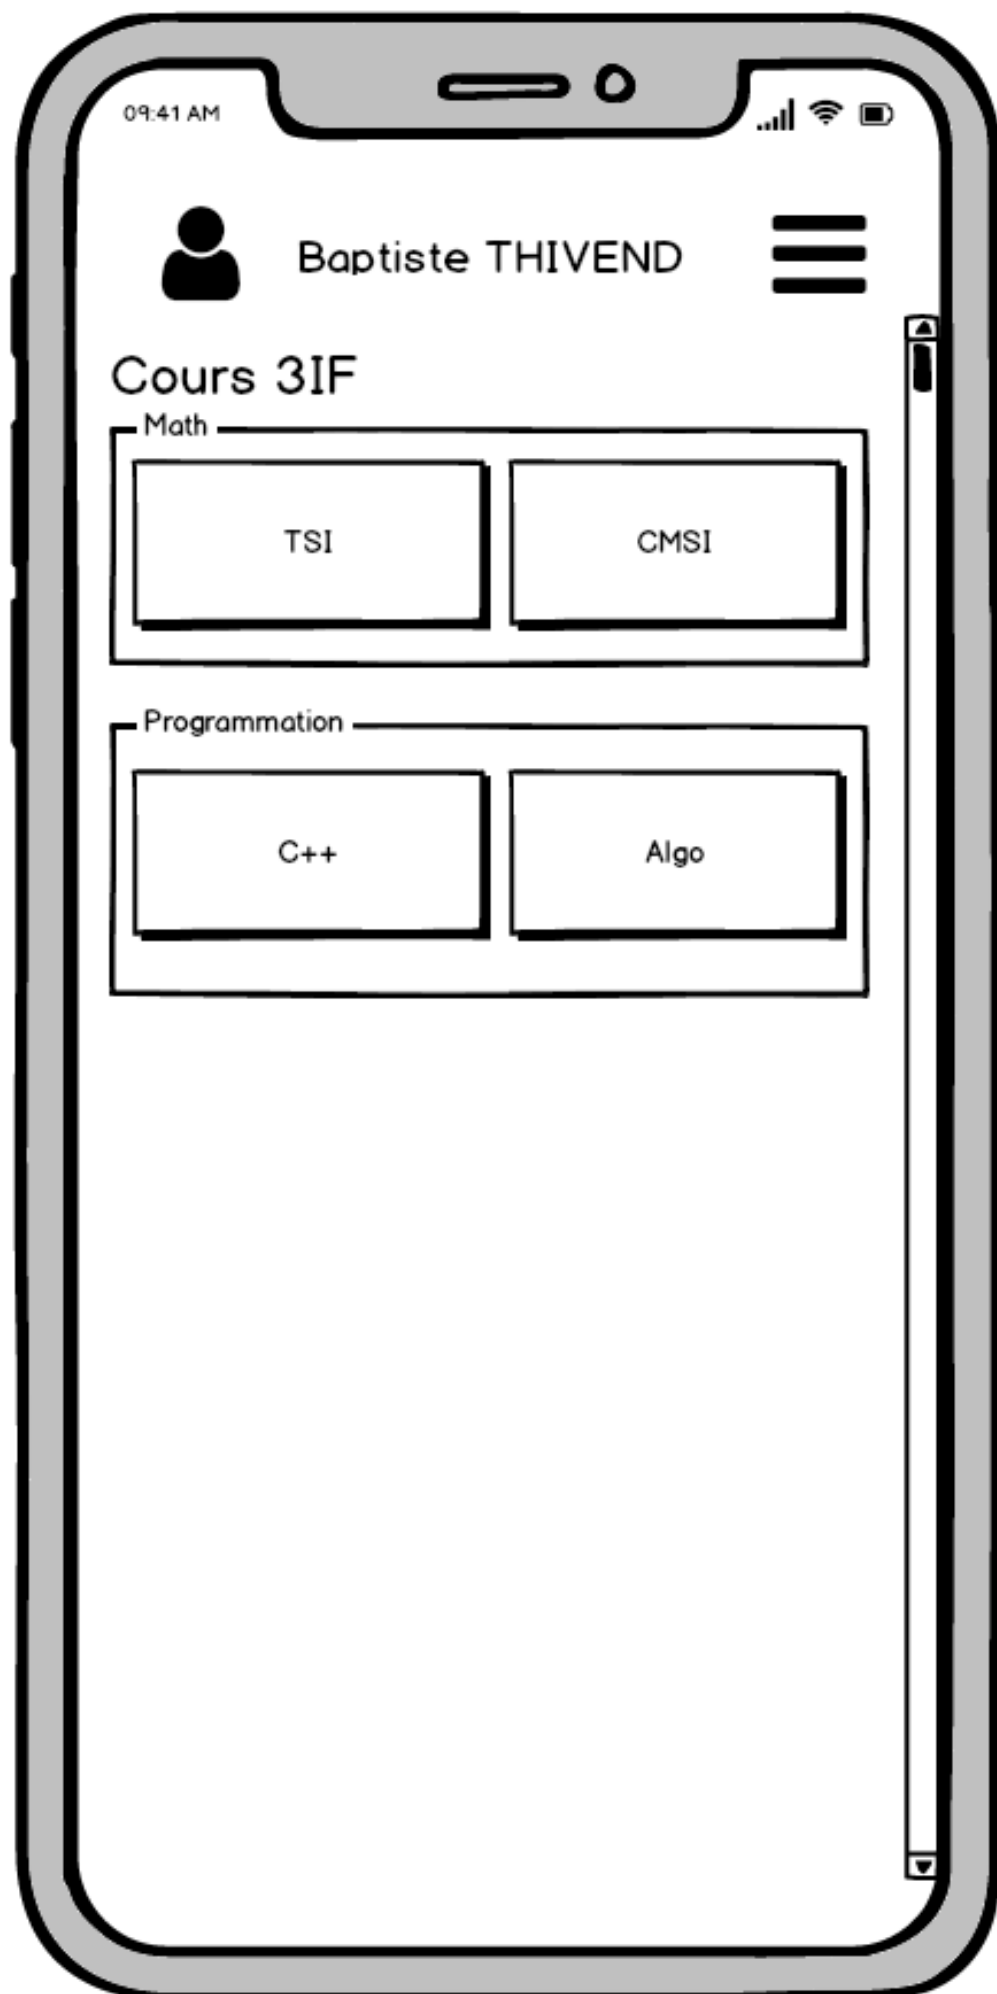 09:41 AM
Baptiste THIVEND
Cours 3IF
Math
TSI CMSI
Programmation
C++ Algo